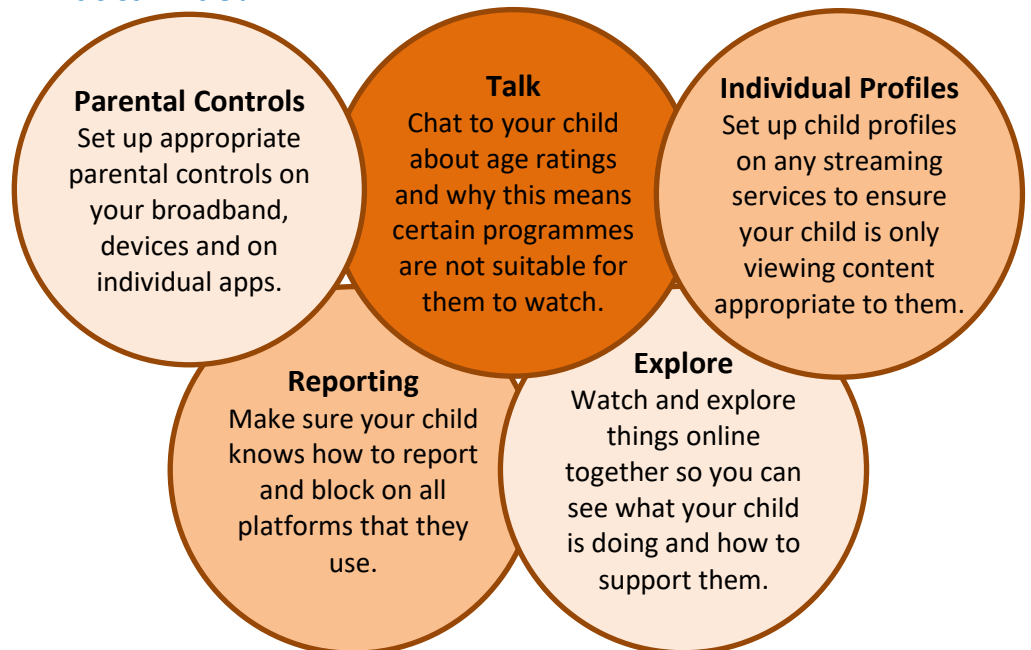 Parental Controls
Set up appropriate
parental controls on
your broadband,
devices and on
individual apps.
Talk
Chat to your child
about age ratings
and why this means
certain programmes
are not suitable for
them to watch.
Individual Profiles
Set up child profiles
on any streaming
services to ensure
your child is only
viewing content
appropriate to them.
Reporting
Make sure your child
knows how to report
and block on all
platforms that they
use.
Explore
Watch and explore
things online
together so you can
see what your child
is doing and how to
support them.